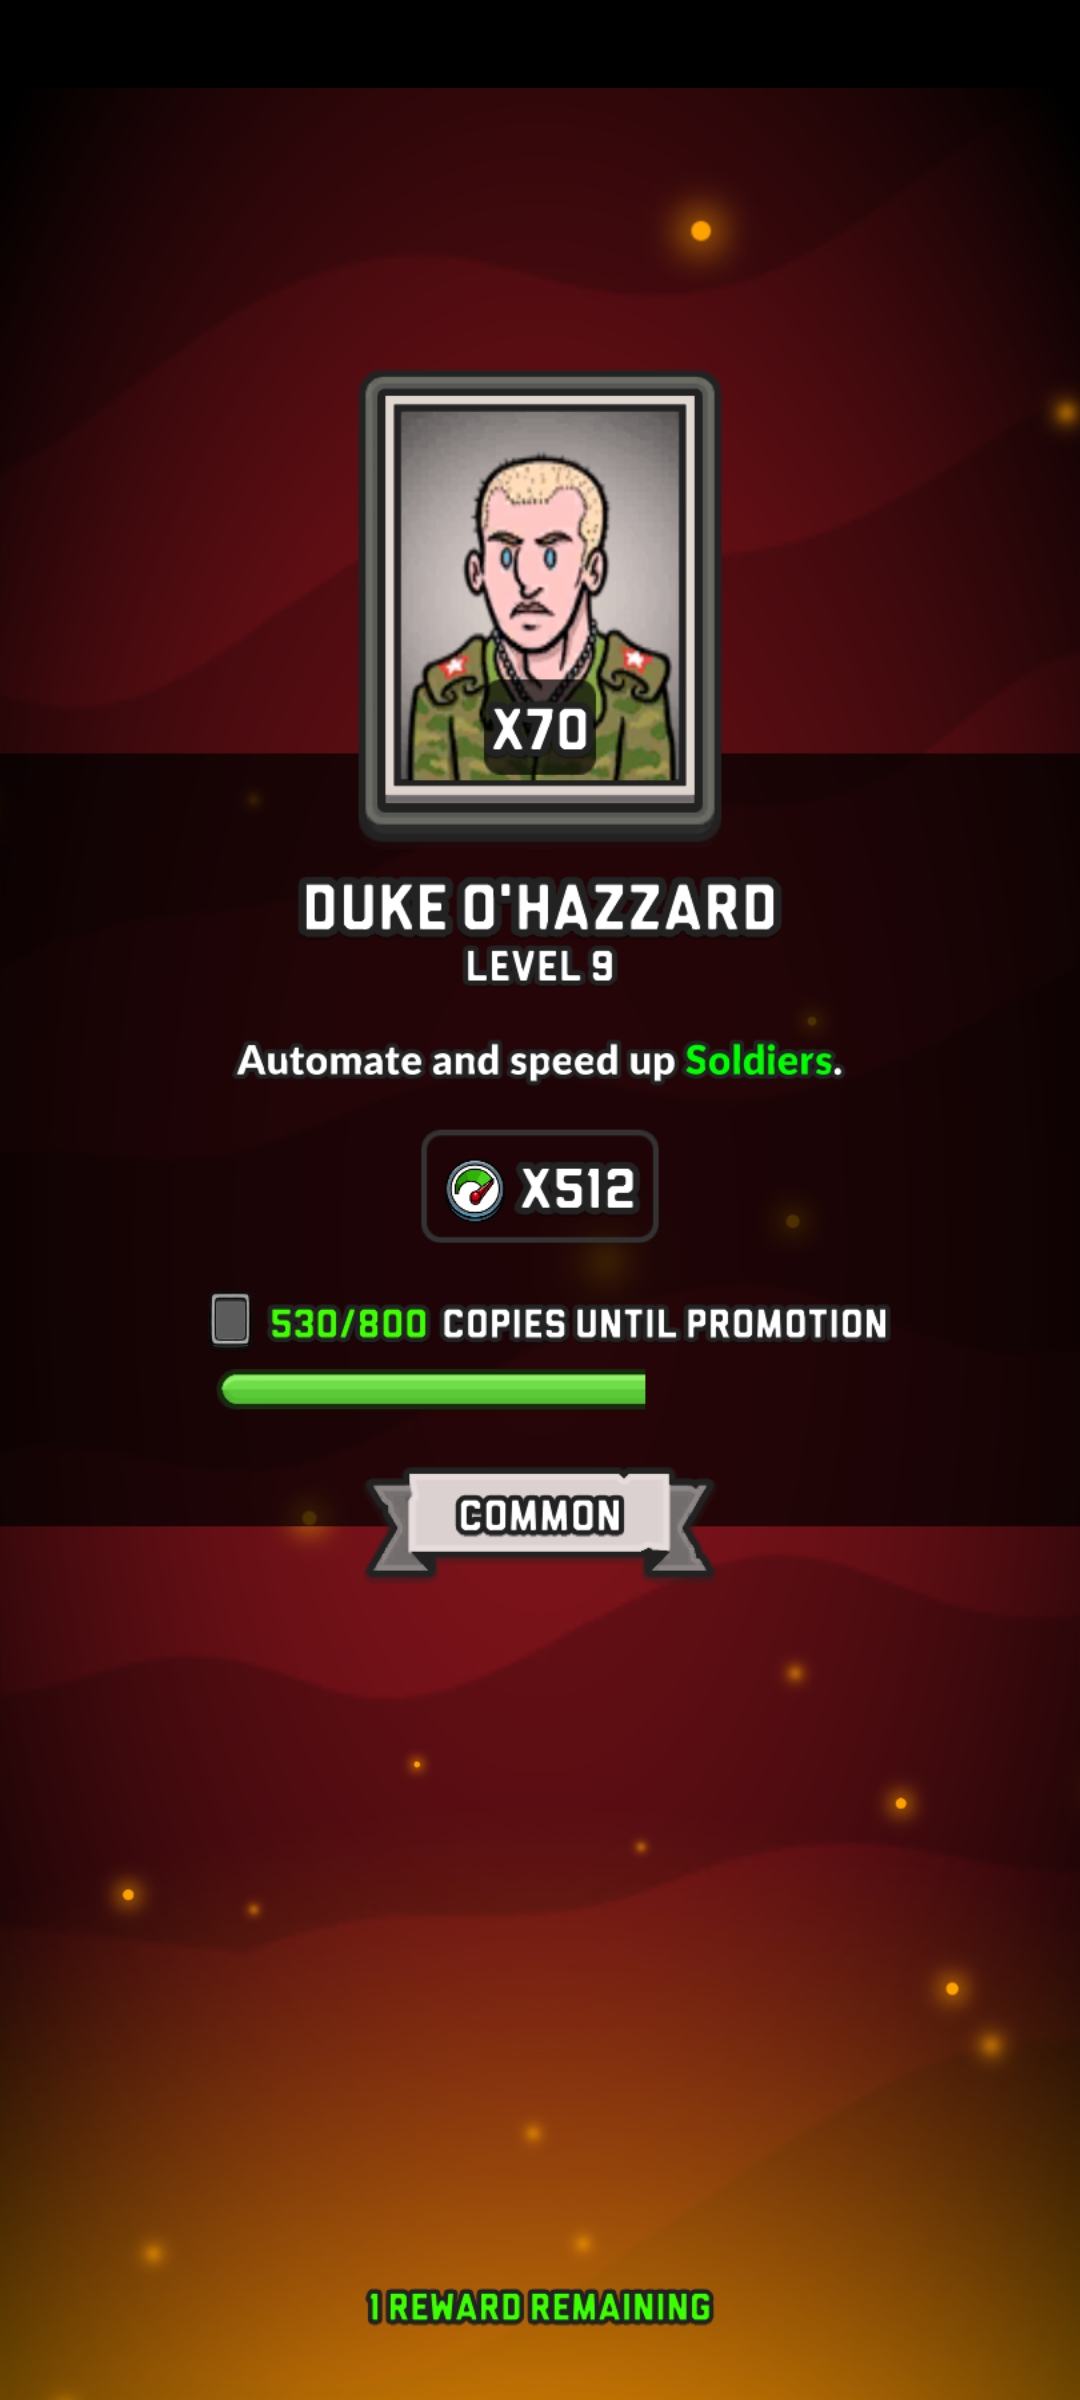 X70
DUKE O'HAZZARD
LEVEL 9
Automate and speed up Soldiers.
X512
530/800 COPIES UNTIL PROMOTION
COMMON
1 REWARD REMAINING